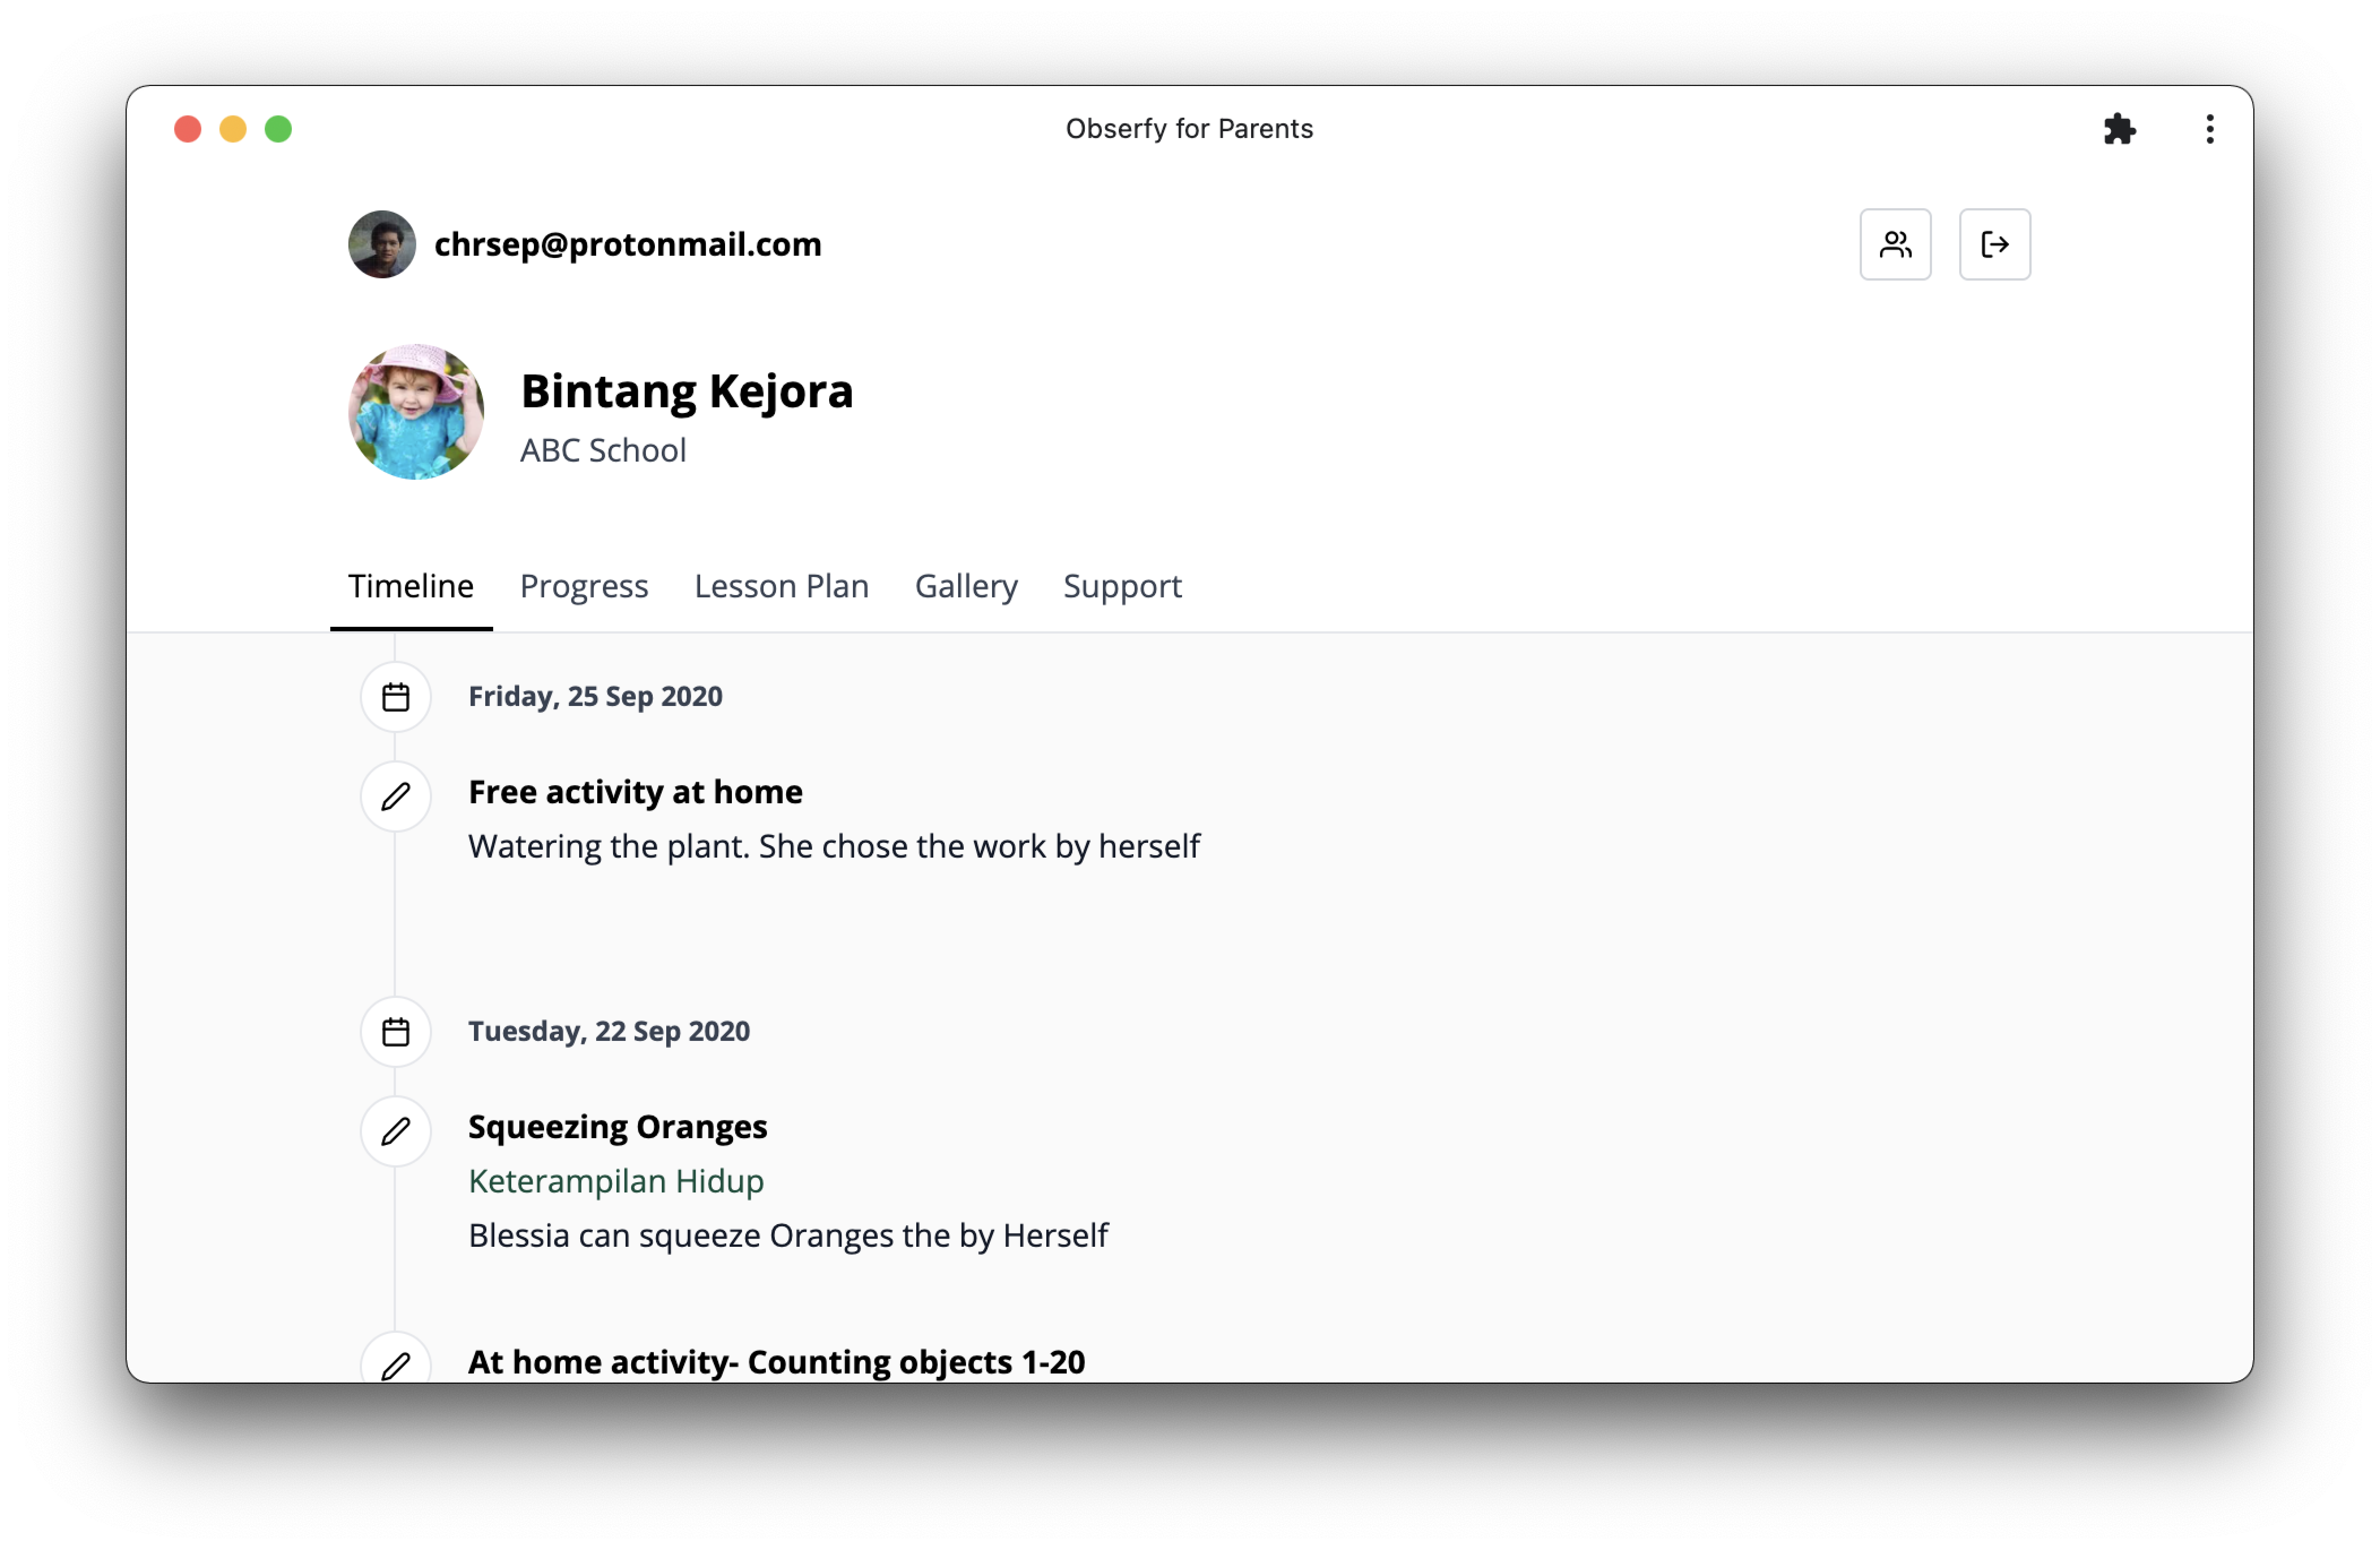 Obserfy for Parents
chrsep@protonmail.com
Bintang Kejora
ABC School
Timeline Progress Lesson Plan Gallery Support
Friday, 25 Sep 2020
Free activity at home
Watering the plant. She chose the work by herself
Tuesday, 22 Sep 2020
Squeezing Oranges
Keterampilan Hidup
Blessia can squeeze Oranges the by Herself
At home activity- Counting objects 1-20